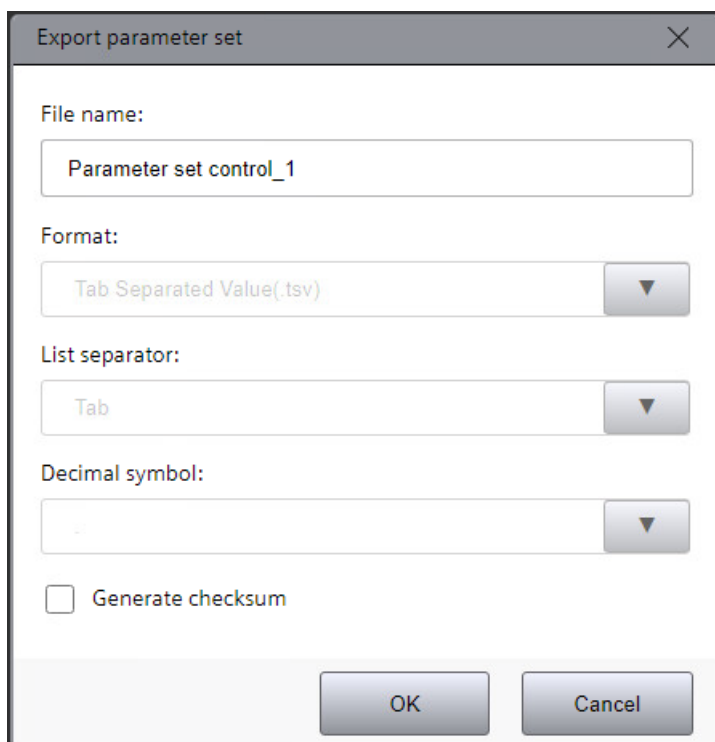 Export parameter set
File name:
Parameter set control_1
Format:
Tab Separated Value(.tsv)
List separator:
Tab
Decimal symbol:
.
Generate checksum
OK
Cancel